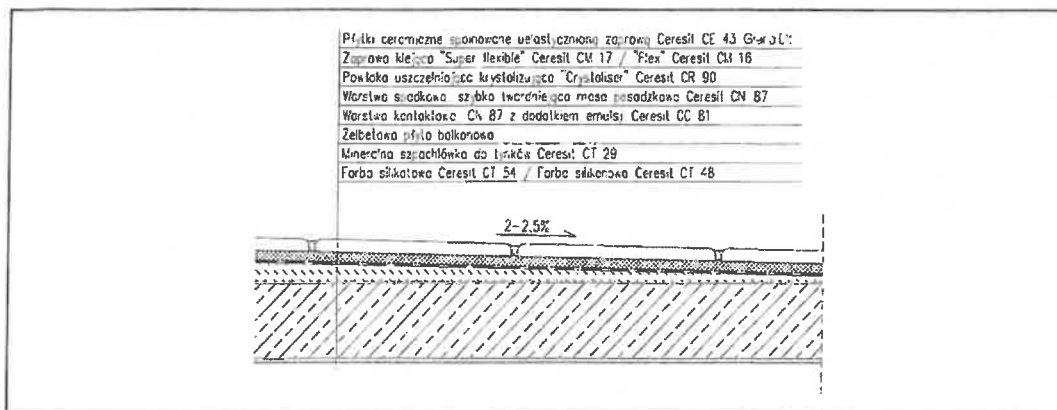 Płytki ceramiczne spoinowane uelastycznioną zaprawą Ceresit CE 43 Grand'Lit
Zaprawa klejąca "Super flexible" Ceresit CM 17 / "Flex" Ceresit CM 16
Powłoka uszczelniająca krystalizująca "Crystaliser" Ceresit CR 90
Warstwa spadkowa szybko twardniejąca masa posadzkowa Ceresit CN 87
Warstwa kontaktowa CN 87 z dodatkiem emulsji Ceresit CC 81
Żelbetowa płyta balkonowa
Mineralna szpachlówka do tynków Ceresit CT 29
Farba silikatowa Ceresit CT 54 / Farba silikonowa Ceresit CT 48
2-2,5%